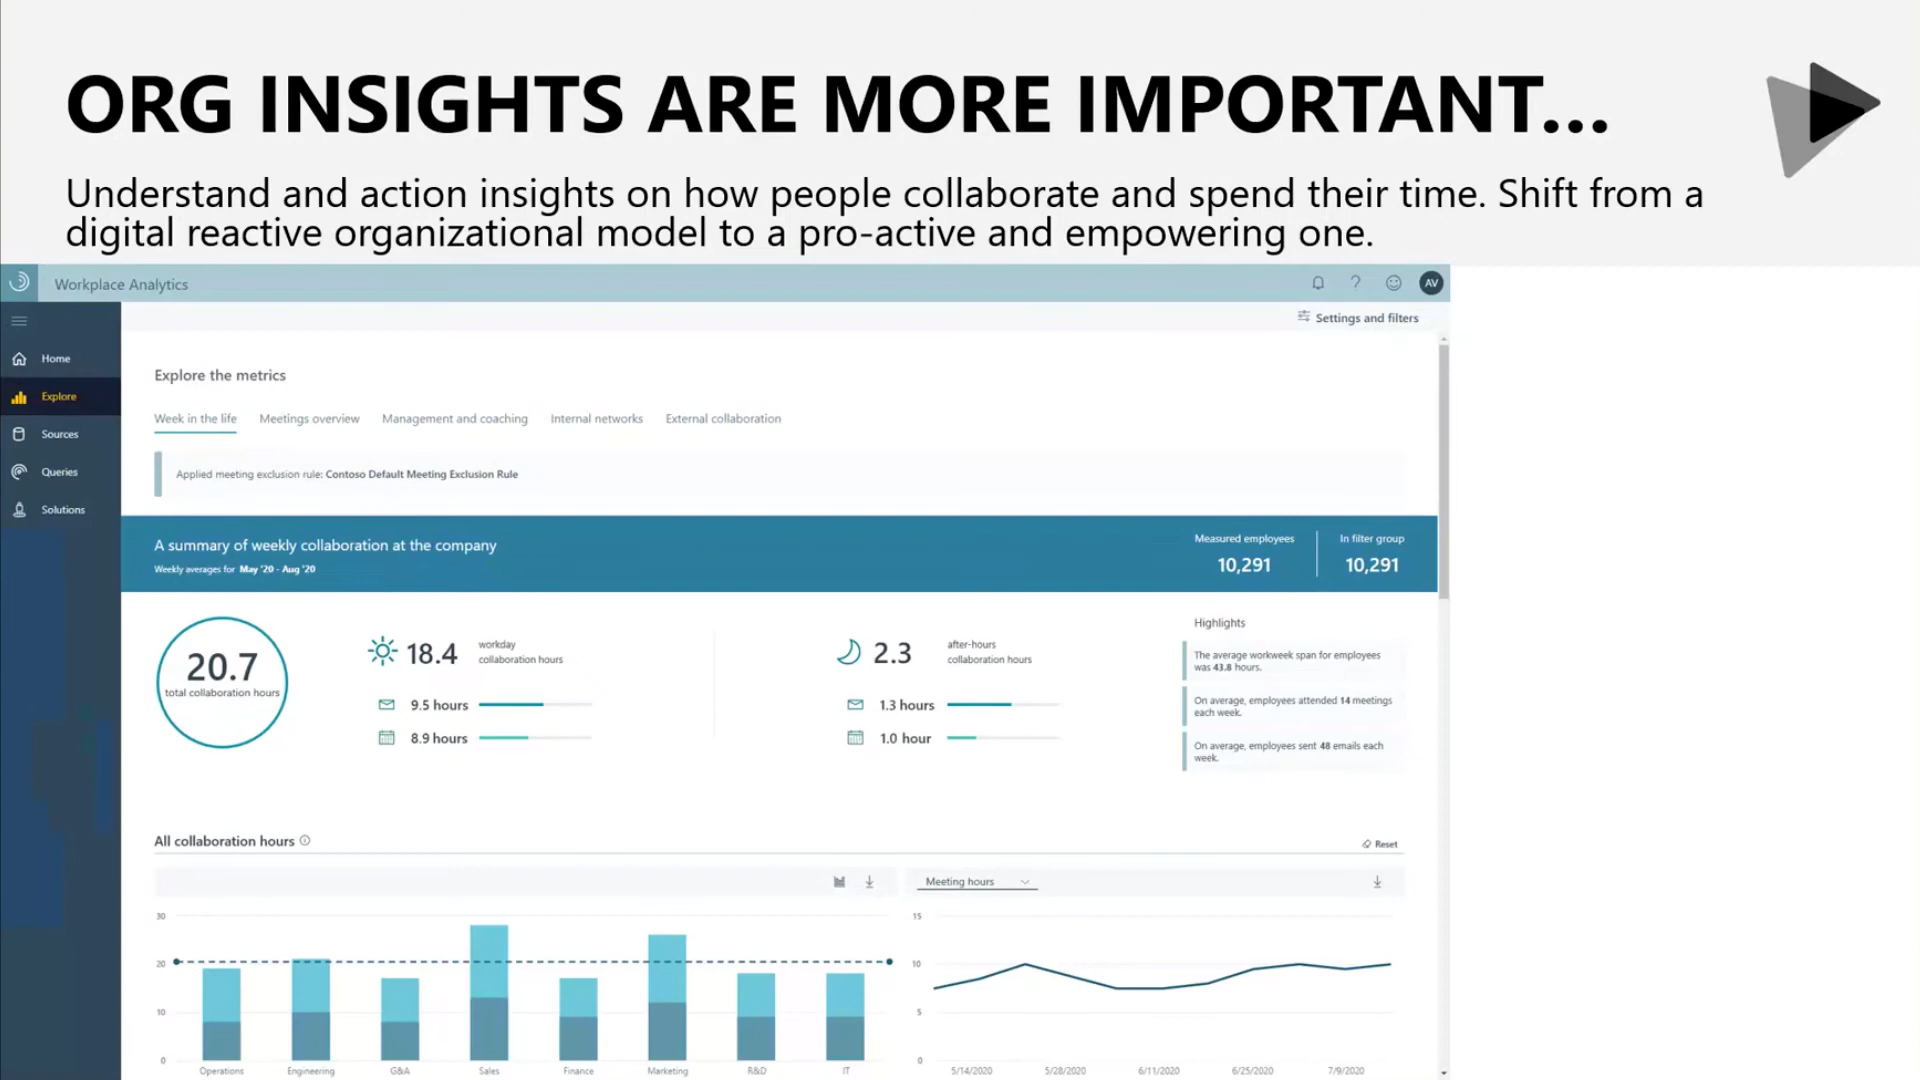 ORG INSIGHTS ARE MORE IMPORTANT...
Understand and action insights on how people collaborate and spend their time. Shift from a
digital reactive organizational model to a pro-active and empowering one.
Workplace Analytics
?
AV
Settings and filters
Home
Explore
Sources
Queries
Solutions
Explore the metrics
Week in the life
Meetings overview
Management and coaching
Internal networks
External collaboration
Applied meeting exclusion rule: Contoso Default Meeting Exclusion Rule
A summary of weekly collaboration at the company
Weekly averages for May '20 - Aug '20
Measured employees
10,291
In filter group
10,291
20.7
total collaboration hours
18.4
workday
collaboration hours
9.5 hours
8.9 hours
2.3
after-hours
collaboration hours
1.3 hours
1.0 hour
Highlights
The average workweek span for employees
was 43.8 hours.
On average, employees attended 14 meetings
each week.
On average, employees sent 48 emails each
week.
All collaboration hours
Reset
30
20
10
0
Operations
Engineering
G&A
Sales
Finance
Marketing
R&D
IT
Meeting hours
15
10
5
0
5/14/2020
5/28/2020
6/11/2020
6/25/2020
7/9/2020